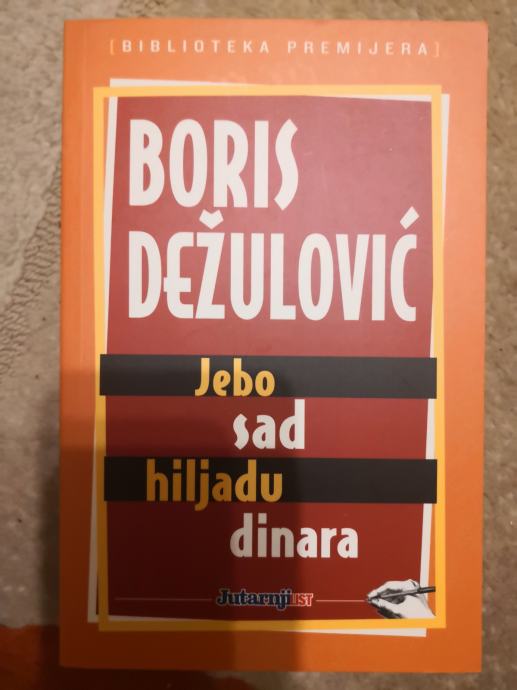 [BIBLIOTEKA PREMIJERA]
BORIS
DEŽULOVIĆ
Jebo
sad
hiljadu
dinara
Jutarnji LIST